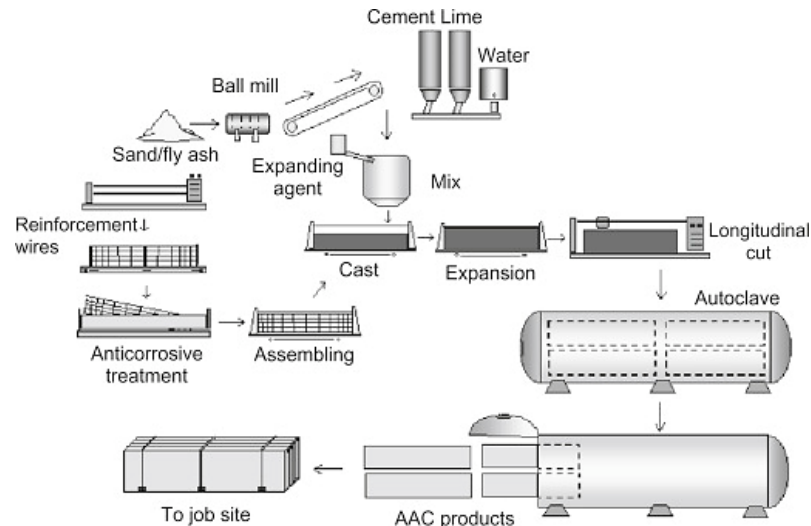 Cement Lime
Water
Ball mill
Sand/fly ash
Expanding
agent
Mix
Reinforcement
wires
Cast
Expansion
Longitudinal
cut
Anticorrosive
treatment
Assembling
Autoclave
To job site
AAC products